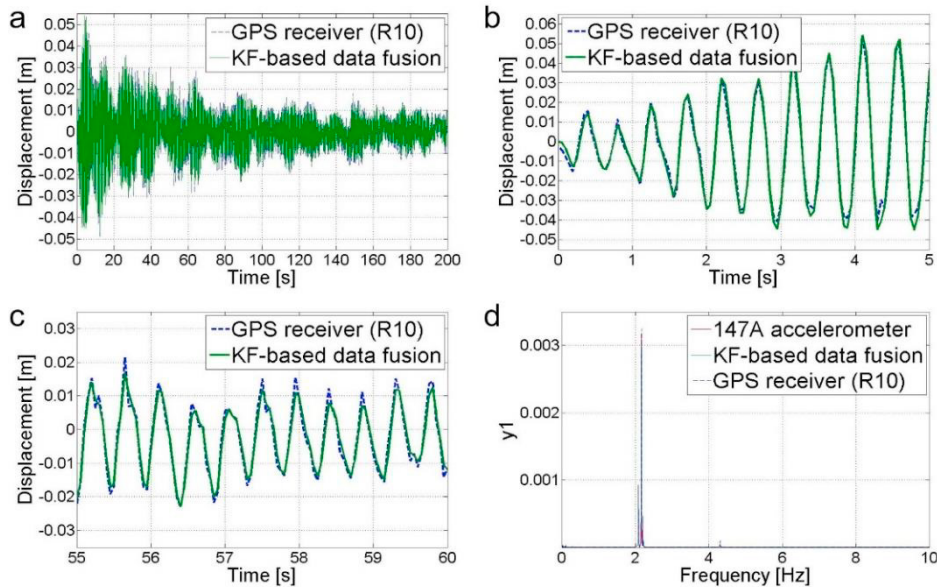 a
GPS receiver (R10)
KF-based data fusion
Displacement [m]
0.05
0.04
0.03
0.02
0.01
0
-0.01
-0.02
-0.03
-0.04
-0.05
0 20 40 60 80 100 120 140 160 180 200
Time [s]
b
GPS receiver (R10)
KF-based data fusion
Displacement [m]
0.06
0.05
0.04
0.03
0.02
0.01
0
-0.01
-0.02
-0.03
-0.04
-0.05
0 1 2 3 4 5
Time [s]
c
GPS receiver (R10)
KF-based data fusion
Displacement [m]
0.03
0.02
0.01
0
-0.01
-0.02
-0.03
55 56 57 58 59 60
Time [s]
d
147A accelerometer
KF-based data fusion
GPS receiver (R10)
y1
0.003
0.002
0.001
0 2 4 6 8 10
Frequency [Hz]